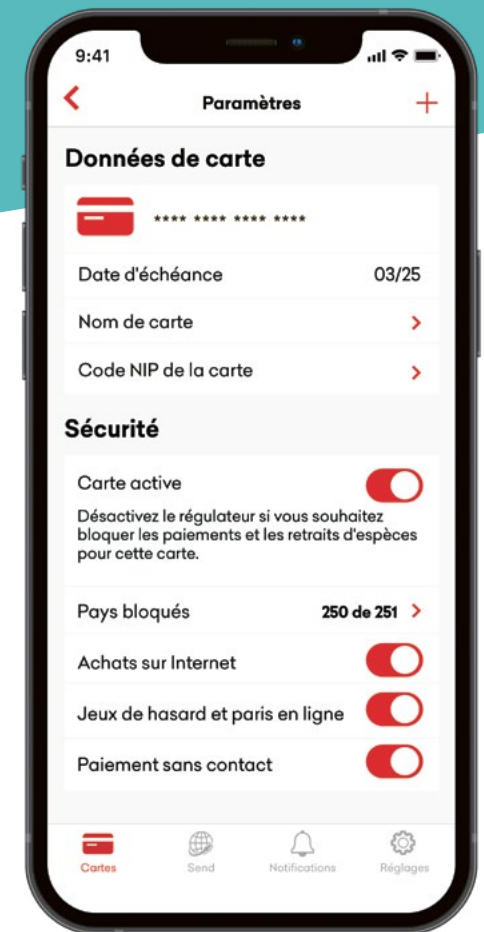 9:41
Paramètres
Données de carte
**** **** **** ****
Date d'échéance 03/25
Nom de carte
Code NIP de la carte
Sécurité
Carte active
Désactivez le régulateur si vous souhaitez
bloquer les paiements et les retraits d'espèces
pour cette carte.
Pays bloqués 250 de 251
Achats sur Internet
Jeux de hasard et paris en ligne
Paiement sans contact
Cartes Send Notifications Réglages